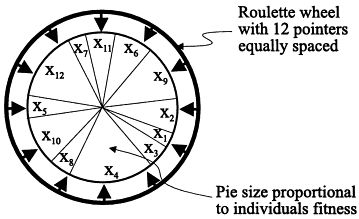 Roulette wheel
with 12 pointers
equally spaced
X7
X11
X6
X12
X9
X5
X2
X1
X10
X3
X8
X4
Pie size proportional
to individuals fitness